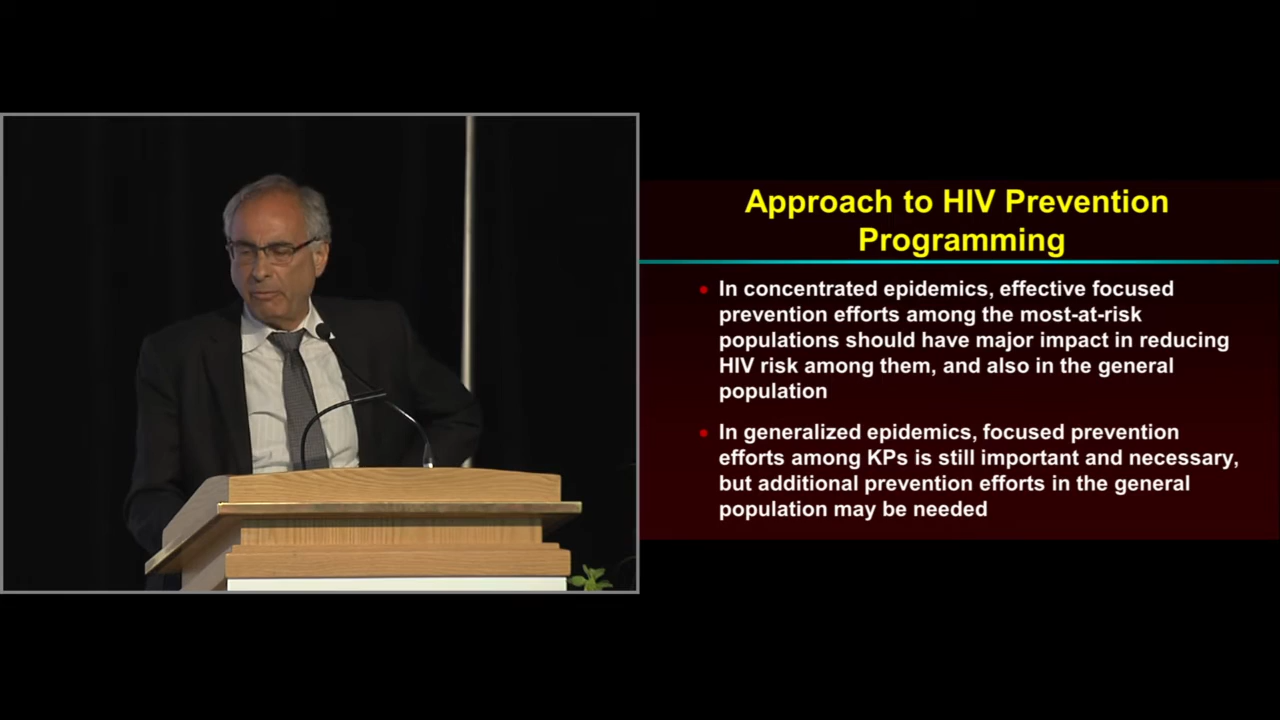 Approach to HIV Prevention
Programming
In concentrated epidemics, effective focused
prevention efforts among the most-at-risk
populations should have major impact in reducing
HIV risk among them, and also in the general
population
In generalized epidemics, focused prevention
efforts among KPs is still important and necessary,
but additional prevention efforts in the general
population may be needed